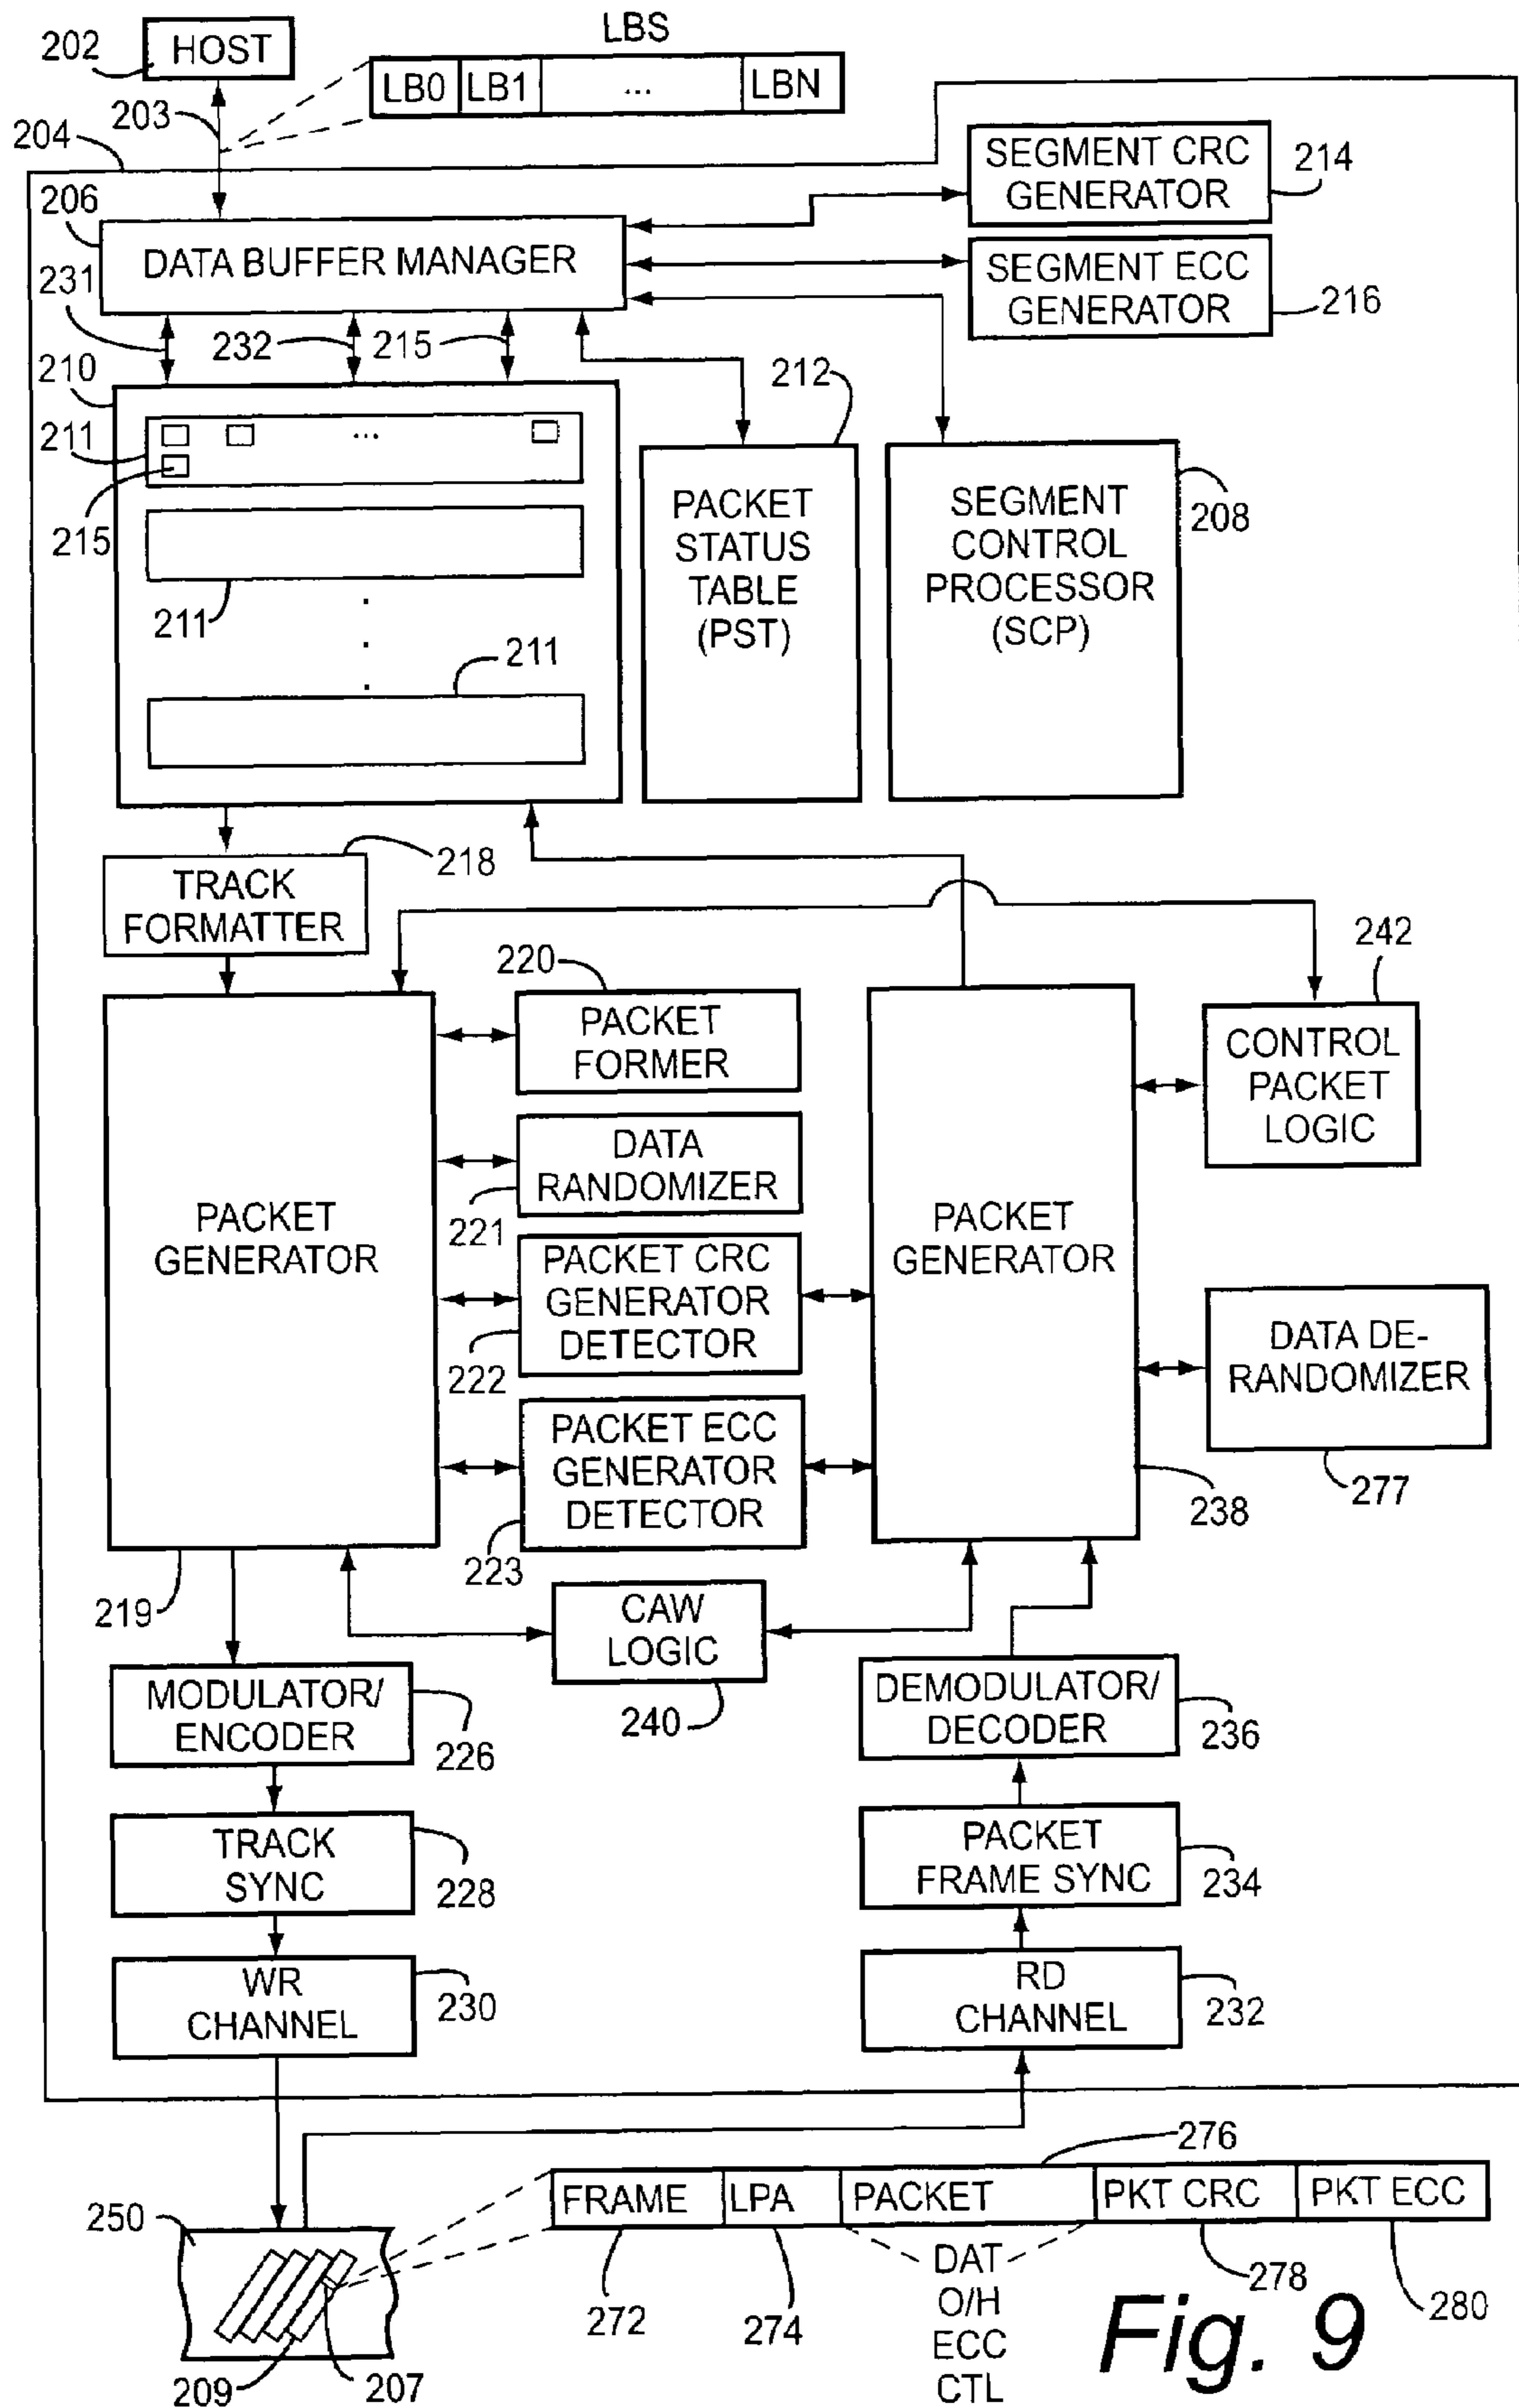 LBS
202
HOST
LB0 LB1 ... LBN
203
204
SEGMENT CRC
GENERATOR
214
206
DATA BUFFER MANAGER
SEGMENT ECC
GENERATOR
216
231
232
215
210
212
211
...
215
PACKET
STATUS
TABLE
(PST)
SEGMENT
CONTROL
PROCESSOR
(SCP)
208
211
211
218
TRACK
FORMATTER
220
242
PACKET
FORMER
CONTROL
PACKET
LOGIC
DATA
RANDOMIZER
221
PACKET
GENERATOR
PACKET
GENERATOR
PACKET CRC
GENERATOR
DETECTOR
222
DATA DE-
RANDOMIZER
277
PACKET ECC
GENERATOR
DETECTOR
223
238
219
CAW
LOGIC
240
MODULATOR/
ENCODER
226
DEMODULATOR/
DECODER
236
TRACK
SYNC
228
PACKET
FRAME SYNC
234
WR
CHANNEL
230
RD
CHANNEL
232
276
FRAME LPA PACKET PKT CRC PKT ECC
250
272
274
DAT
O/H
ECC
CTL
278
280
209
207
Fig. 9